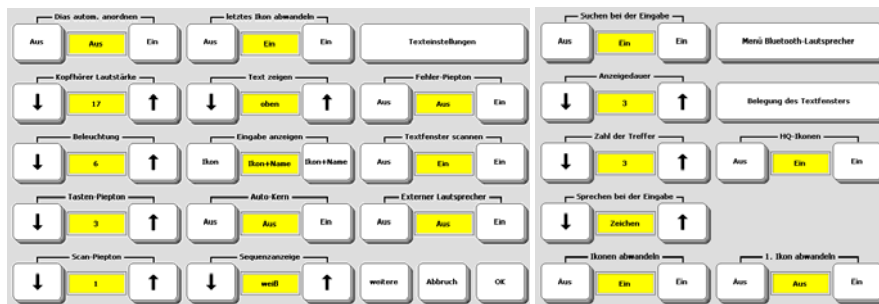 Dias autom. anordnen
Aus Aus Ein
letztes Ikon abwandeln
Aus Ein Ein
Texteinstellungen
Kopfhörer Lautstärke
17
Text zeigen
oben
Fehler-Piepton
Aus Aus Ein
Beleuchtung
6
Eingabe anzeigen
Ikon Ikon+Name Ikon+Name
Textfenster scannen
Aus Ein Ein
Tasten-Piepton
3
Auto-Kern
Aus Aus Ein
Externer Lautsprecher
Aus Aus Ein
Scan-Piepton
1
Sequenzanzeige
weiß
weitere Abbruch OK
Suchen bei der Eingabe
Aus Ein Ein
Menü Bluetooth-Lautsprecher
Anzeigedauer
3
Belegung des Textfensters
Zahl der Treffer
3
HQ-Ikonen
Aus Ein Ein
Sprechen bei der Eingabe
Zeichen
Ikonen abwandeln
Aus Ein Ein
1. Ikon abwandeln
Aus Aus Ein